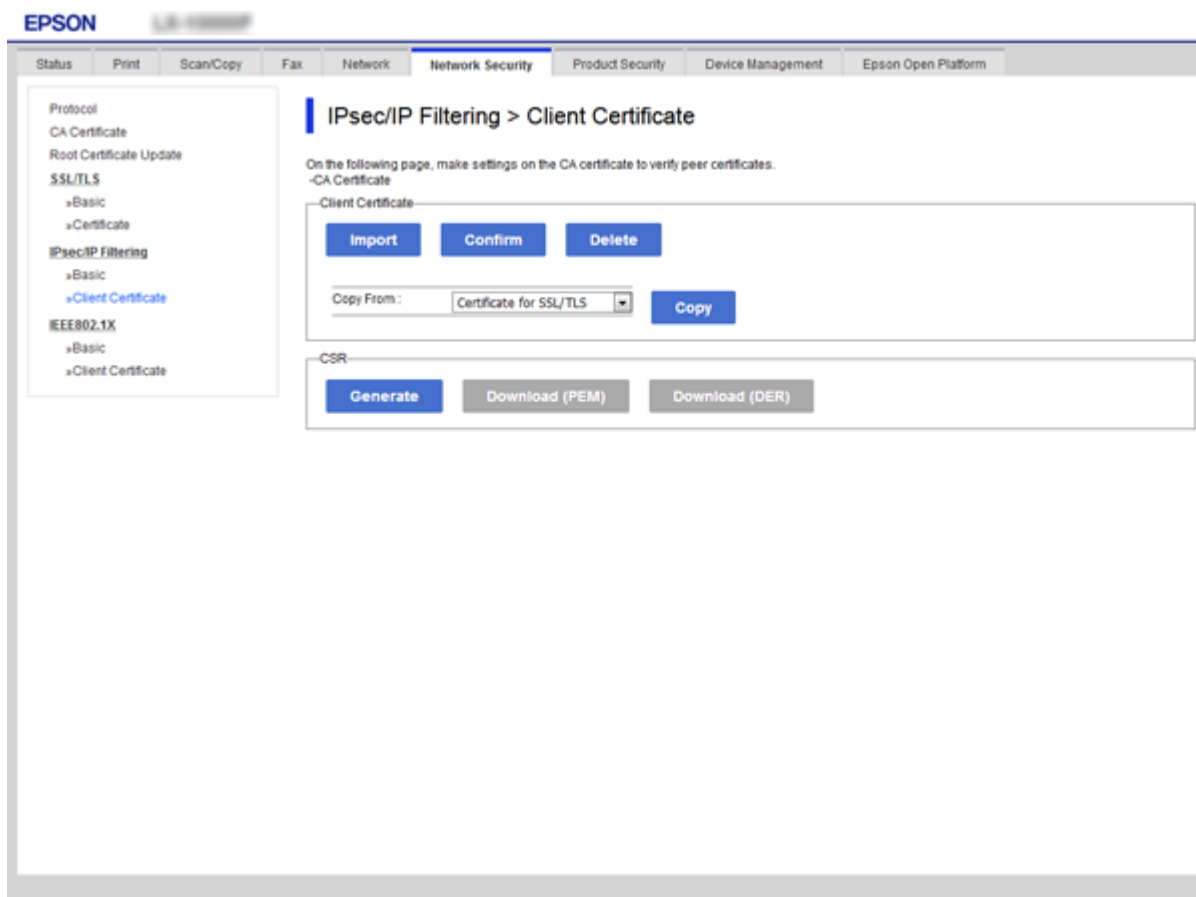 EPSON
Status Print Scan/Copy Fax Network Network Security Product Security Device Management Epson Open Platform
Protocol
CA Certificate
Root Certificate Update
SSL/TLS
»Basic
»Certificate
IPsec/IP Filtering
»Basic
»Client Certificate
IEEE802.1X
»Basic
»Client Certificate
IPsec/IP Filtering > Client Certificate
On the following page, make settings on the CA certificate to verify peer certificates.
-CA Certificate
Client Certificate
Import Confirm Delete
Copy From : Certificate for SSL/TLS Copy
CSR
Generate Download (PEM) Download (DER)